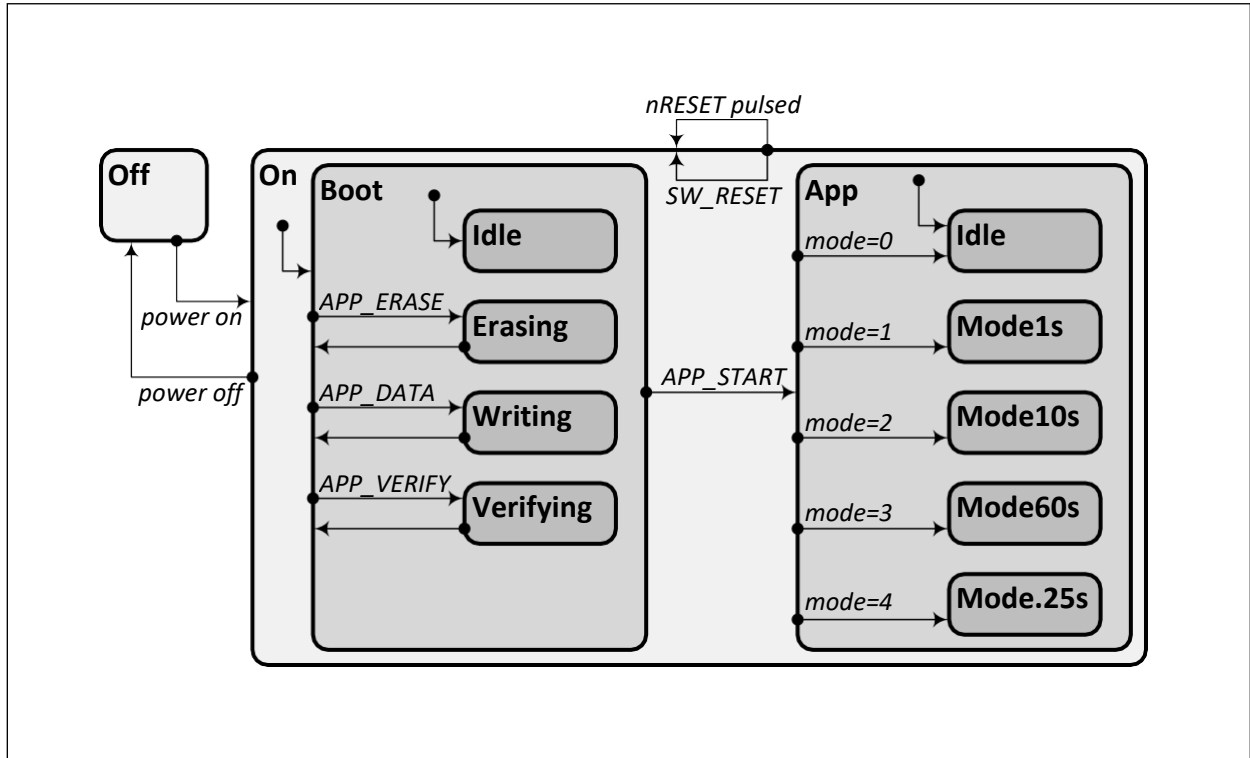 nRESET pulsed
SW_RESET
Off
power on
power off
On
Boot
Idle
APP_ERASE
Erasing
APP_DATA
Writing
APP_VERIFY
Verifying
APP_START
App
Idle
mode=0
mode=1
Mode1s
mode=2
Mode10s
mode=3
Mode60s
mode=4
Mode.25s